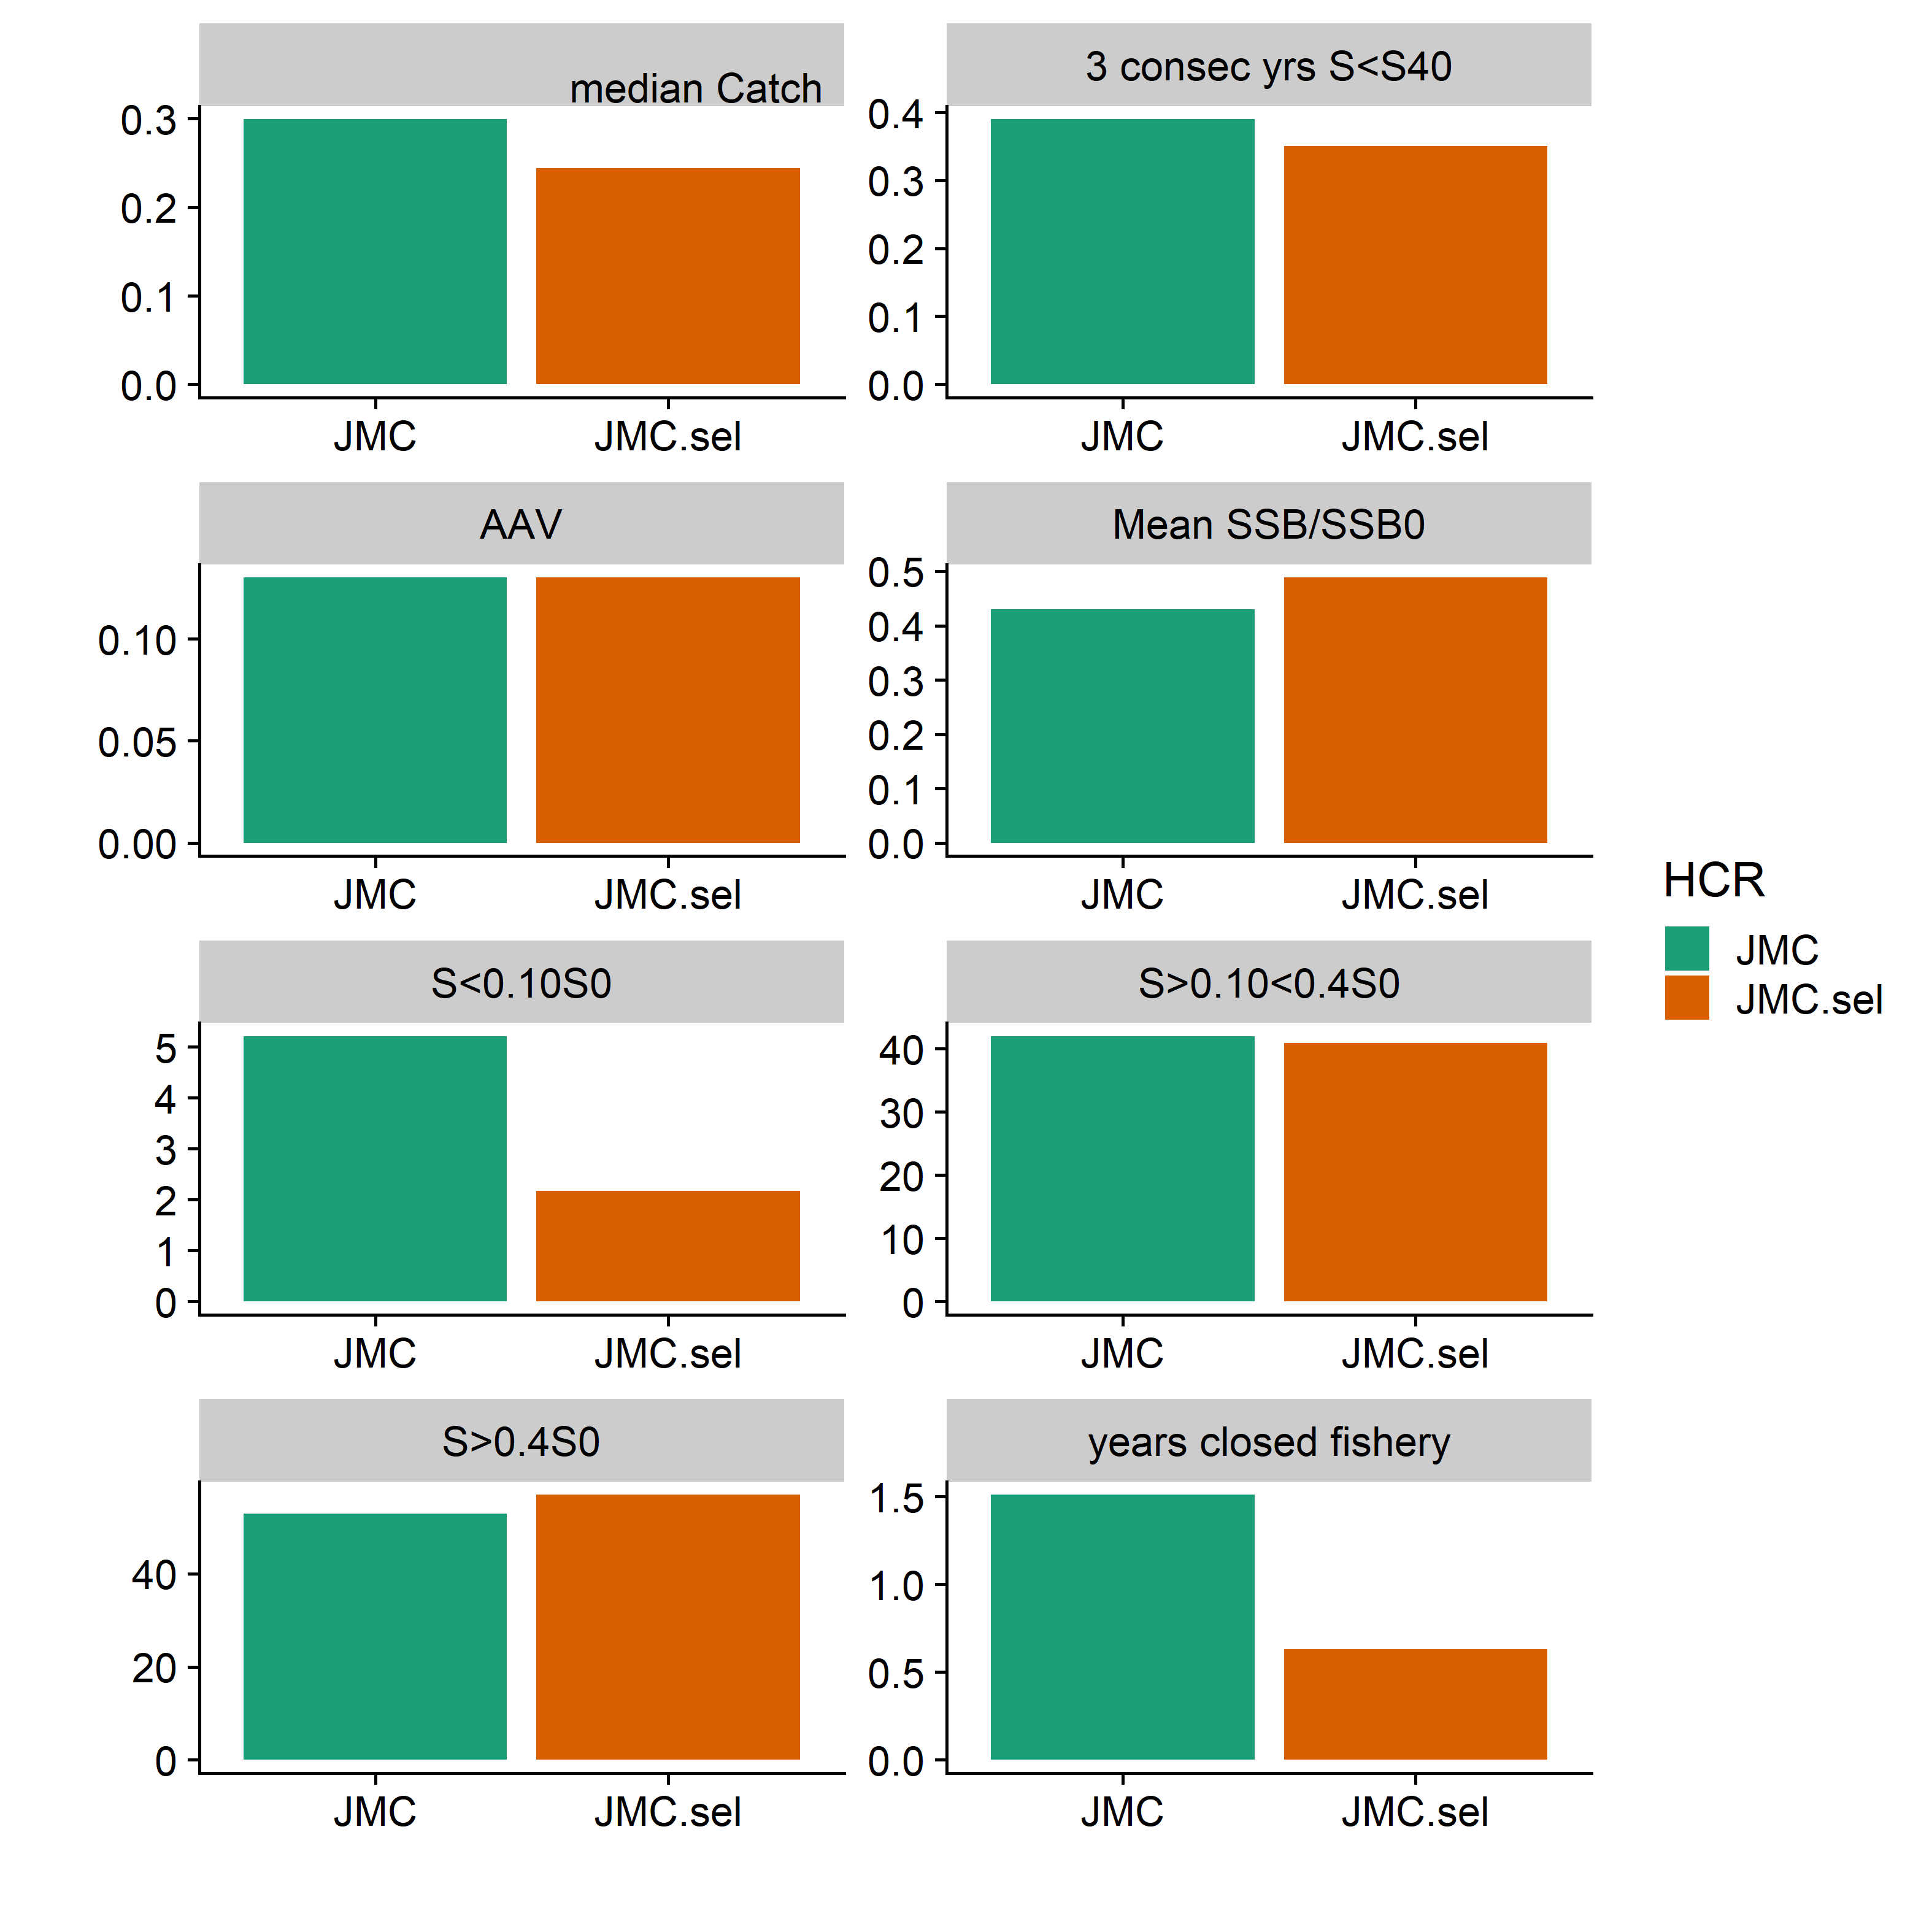 median Catch
0.3
0.2
0.1
0.0
JMC JMC.sel
3 consec yrs S<S40
0.4
0.3
0.2
0.1
0.0
JMC JMC.sel
AAV
0.10
0.05
0.00
JMC JMC.sel
Mean SSB/SSB0
0.5
0.4
0.3
0.2
0.1
0.0
JMC JMC.sel
S<0.10S0
5
4
3
2
1
0
JMC JMC.sel
S>0.10<0.4S0
40
30
20
10
0
JMC JMC.sel
S>0.4S0
40
20
0
JMC JMC.sel
years closed fishery
1.5
1.0
0.5
0.0
JMC JMC.sel
HCR
JMC
JMC.sel